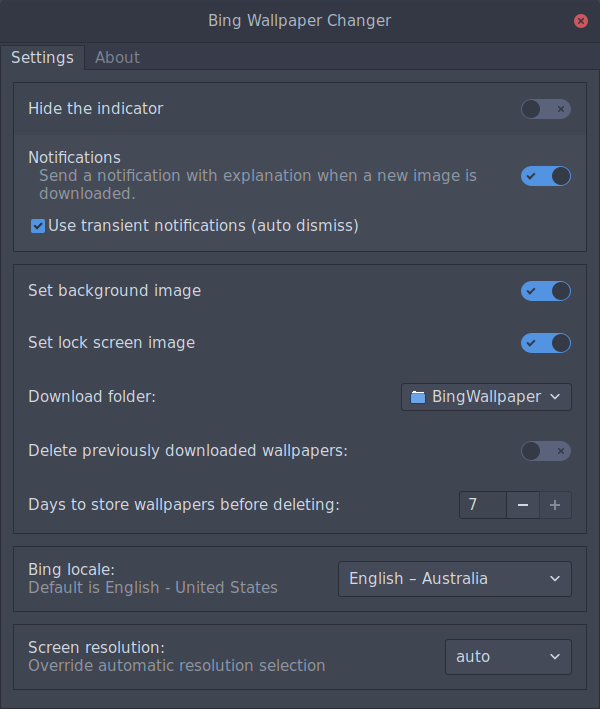 Bing Wallpaper Changer
Settings
About
Hide the indicator
Notifications
Send a notification with explanation when a new image is
downloaded.
Use transient notifications (auto dismiss)
Set background image
Set lock screen image
Download folder:
BingWallpaper
Delete previously downloaded wallpapers:
Days to store wallpapers before deleting:
7
Bing locale:
Default is English - United States
English – Australia
Screen resolution:
Override automatic resolution selection
auto